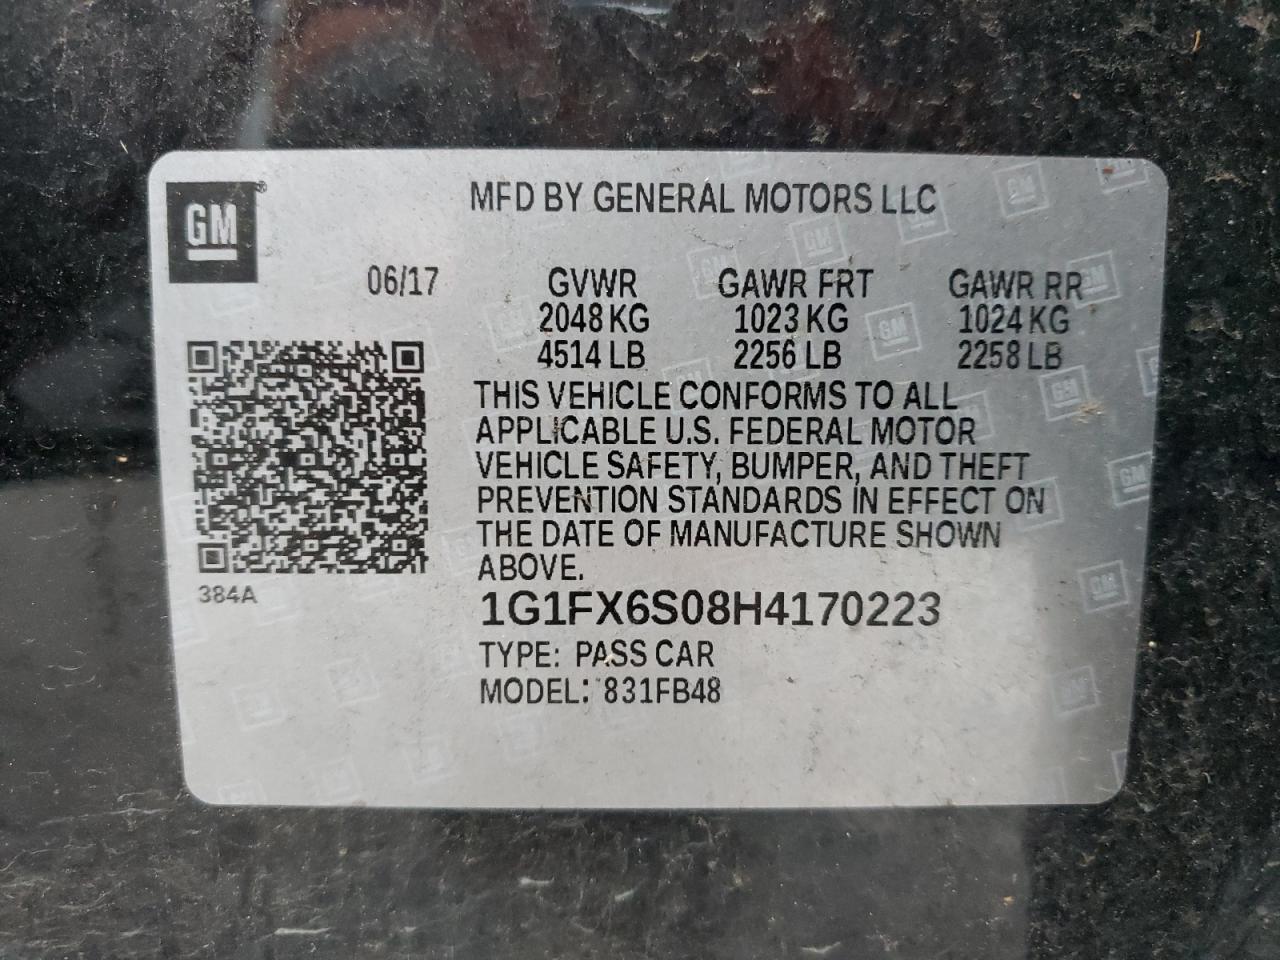 GM®
MFD BY GENERAL MOTORS LLC
06/17 GVWR GAWR FRT GAWR RR
2048 KG 1023 KG 1024 KG
4514 LB 2256 LB 2258 LB
THIS VEHICLE CONFORMS TO ALL
APPLICABLE U.S. FEDERAL MOTOR
VEHICLE SAFETY, BUMPER, AND THEFT
PREVENTION STANDARDS IN EFFECT ON
THE DATE OF MANUFACTURE SHOWN
ABOVE.
384A
1G1FX6S08H4170223
TYPE: PASS CAR
MODEL: 831FB48